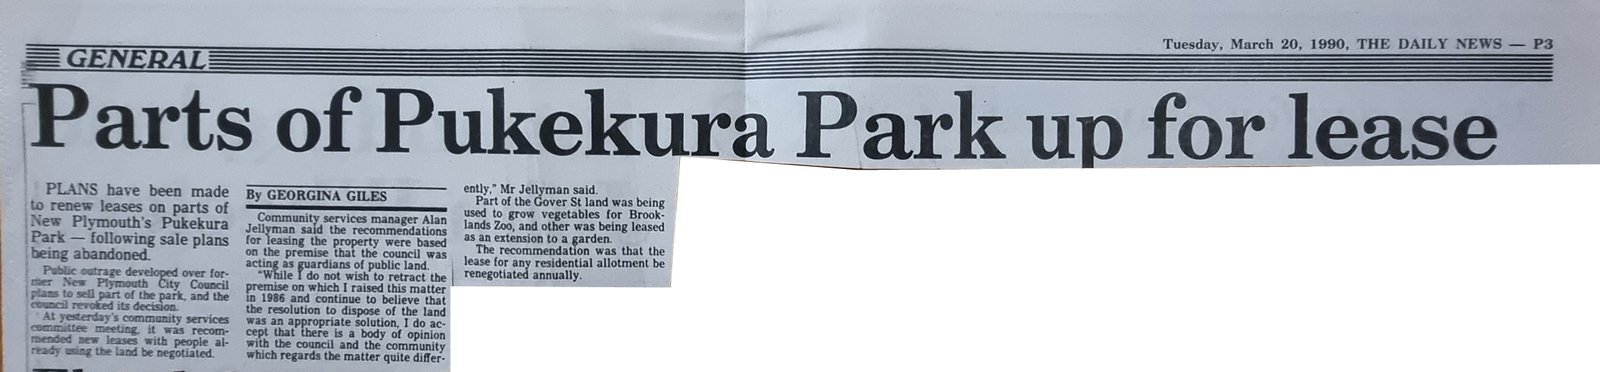 Tuesday, March 20, 1990, THE DAILY NEWS — P3
GENERAL
Parts of Pukekura Park up for lease
PLANS have been made
to renew leases on parts of
New Plymouth's Pukekura
Park — following sale plans
being abandoned.
Public outrage developed over for-
mer New Plymouth City Council
plans to sell part of the park, and the
council revoked its decision.
At yesterday's community services
committee meeting, it was recom-
mended new leases with people al-
ready using the land be negotiated.
By GEORGINA GILES
Community services manager Alan
Jellyman said the recommendations
for leasing the property were based
on the premise that the council was
acting as guardians of public land.
"While I do not wish to retract the
premise on which I raised this matter
in 1986 and continue to believe that
the resolution to dispose of the land
was an appropriate solution, I do ac-
cept that there is a body of opinion
with the council and the community
which regards the matter quite differ-
ently," Mr Jellyman said.
Part of the Gover St land was being
used to grow vegetables for Brook-
lands Zoo, and other was being leased
as an extension to a garden.
The recommendation was that the
lease for any residential allotment be
renegotiated annually.